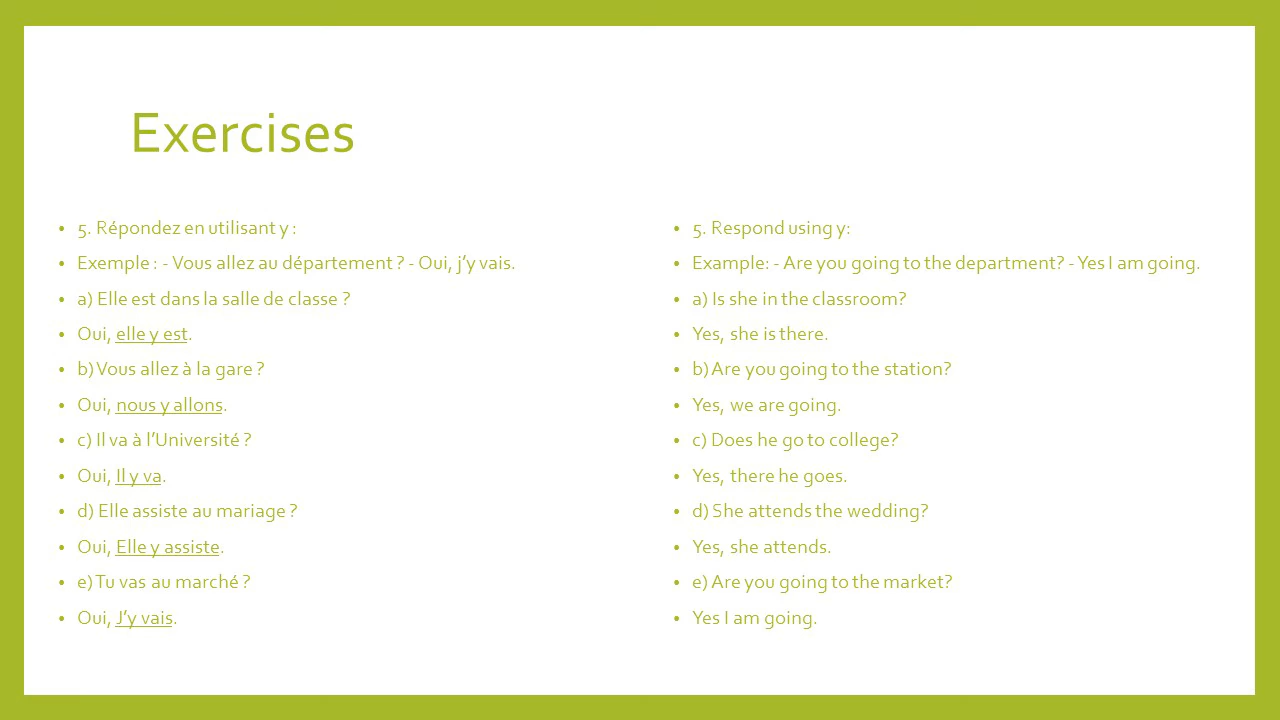 Exercises
• 5. Répondez en utilisant y :
• Exemple : - Vous allez au département ? - Oui, j’y vais.
• a) Elle est dans la salle de classe ?
• Oui, elle y est.
• b) Vous allez à la gare ?
• Oui, nous y allons.
• c) Il va à l’Université ?
• Oui, Il y va.
• d) Elle assiste au mariage ?
• Oui, Elle y assiste.
• e) Tu vas au marché ?
• Oui, J’y vais.
• 5. Respond using y:
• Example: - Are you going to the department? - Yes I am going.
• a) Is she in the classroom?
• Yes, she is there.
• b) Are you going to the station?
• Yes, we are going.
• c) Does he go to college?
• Yes, there he goes.
• d) She attends the wedding?
• Yes, she attends.
• e) Are you going to the market?
• Yes I am going.